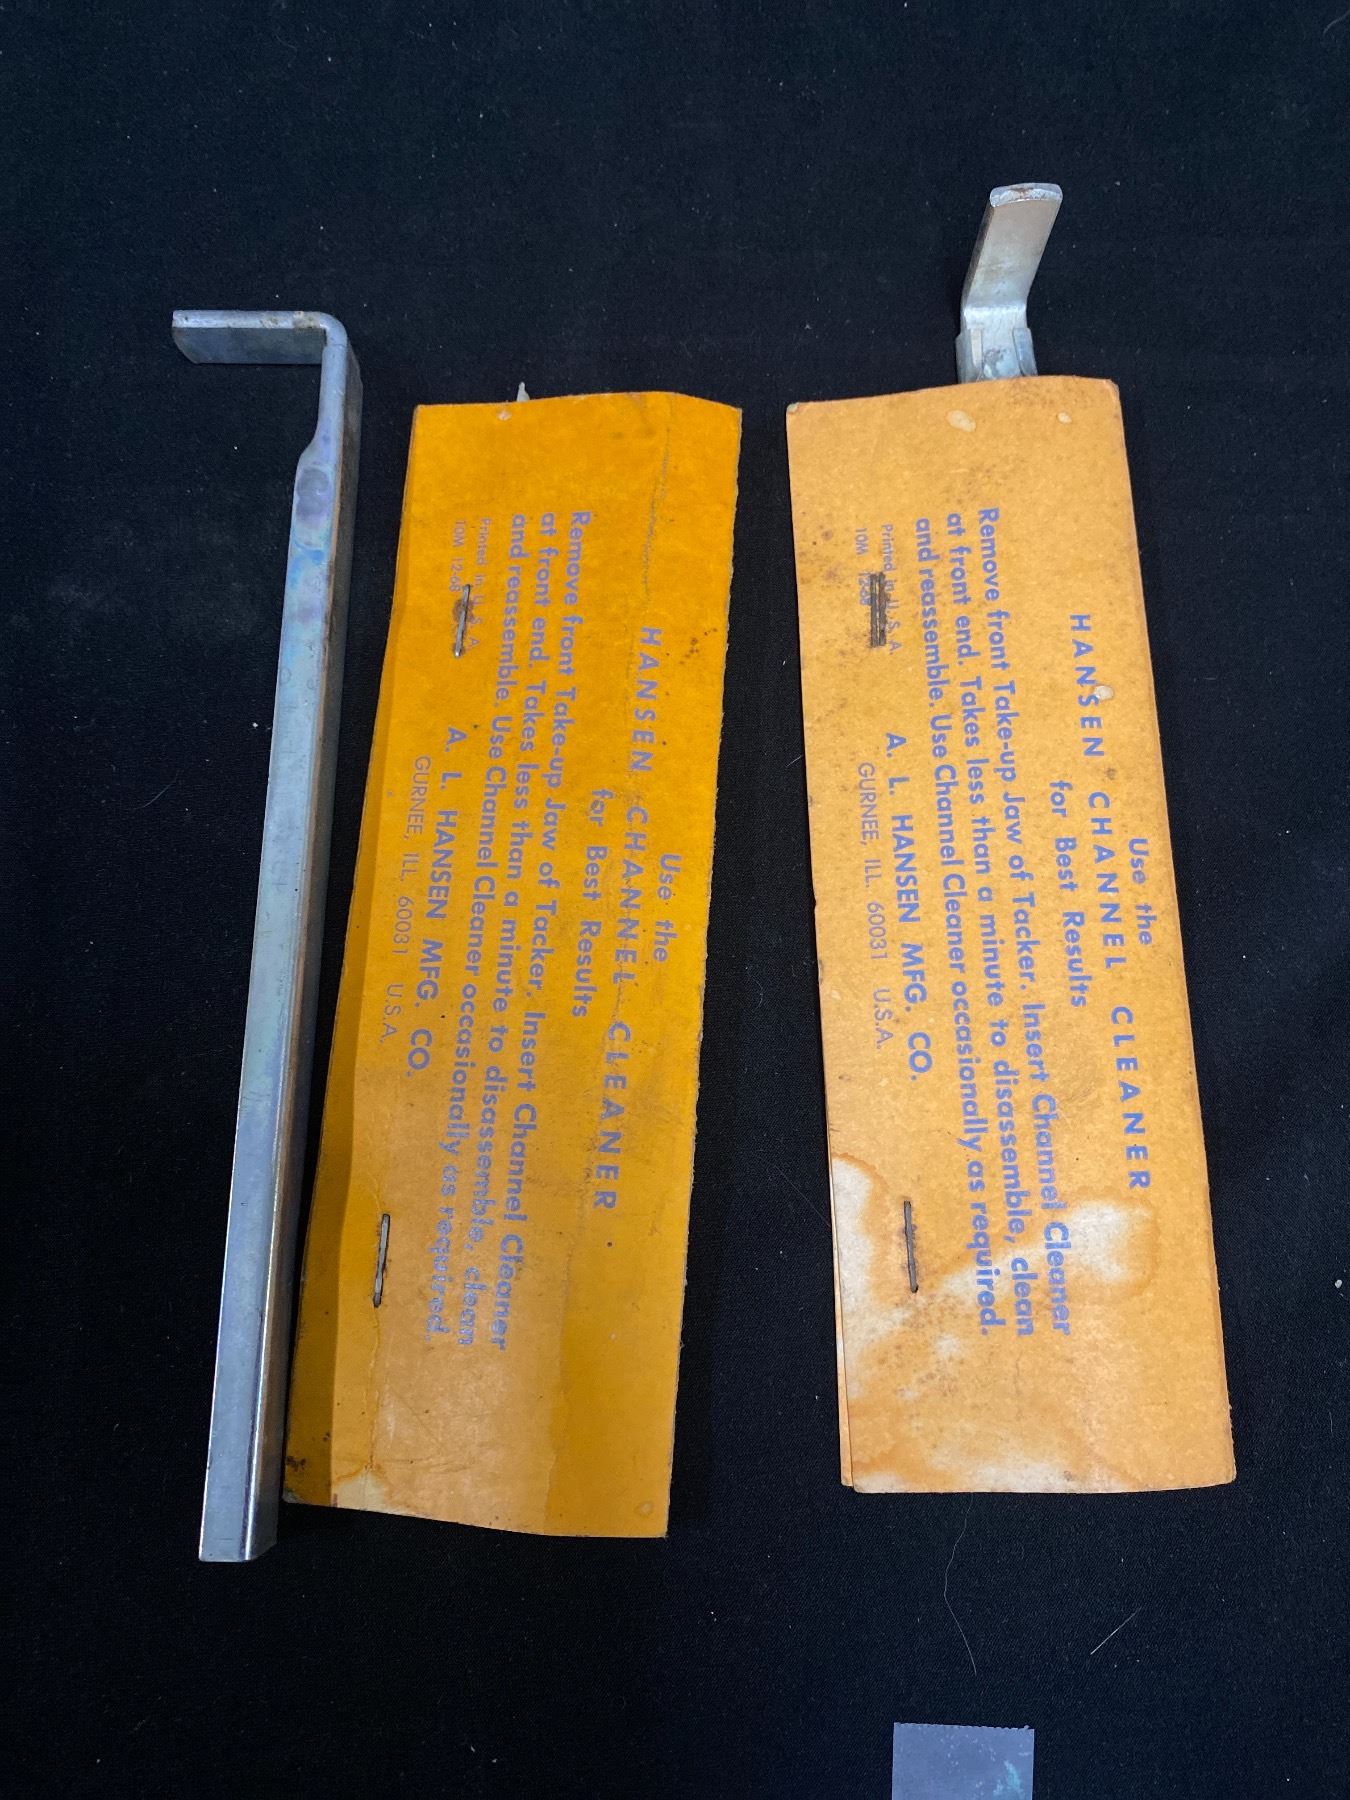 Use the
HANSEN CHANNEL CLEANER
for Best Results
Remove front Take-up Jaw of Tacker. Insert Channel Cleaner
at front end. Takes less than a minute to disassemble, clean
and reassemble. Use Channel Cleaner occasionally as required.
Printed in U. S. A.
10M 12-68
A. L. HANSEN MFG. CO.
GURNEE, ILL. 60031 U.S.A.
Use the
HANSEN CHANNEL CLEANER
for Best Results
Remove front Take-up Jaw of Tacker. Insert Channel Cleaner
at front end. Takes less than a minute to disassemble, clean
and reassemble. Use Channel Cleaner occasionally as required.
Printed in U. S. A.
10M 12-68
A. L. HANSEN MFG. CO.
GURNEE, ILL. 60031 U.S.A.